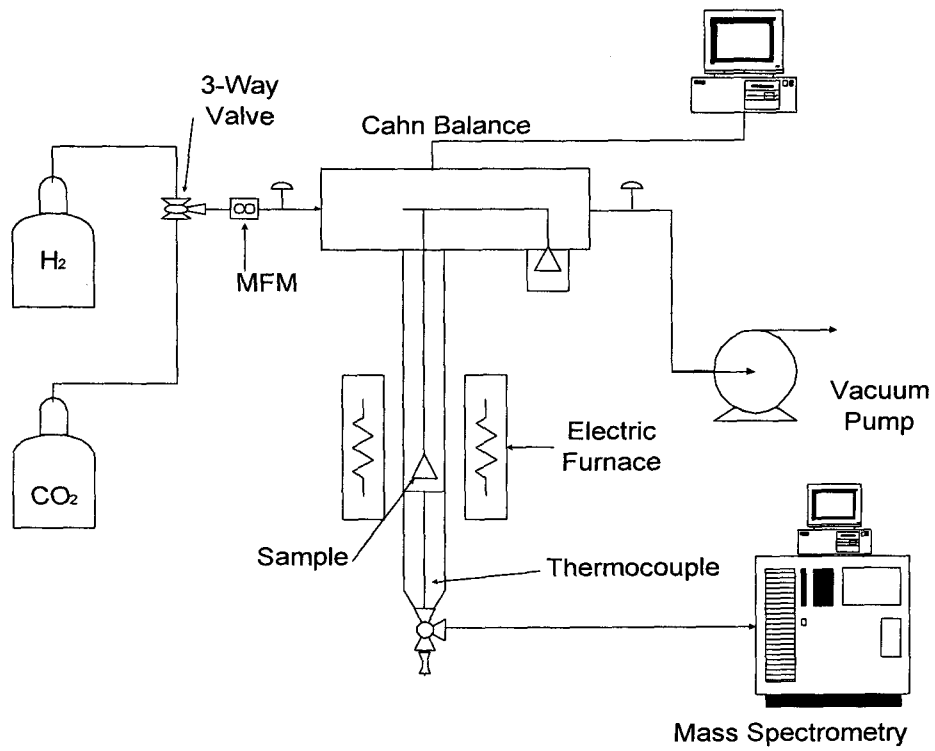 3-Way
Valve
Cahn Balance
H₂
MFM
CO₂
Electric
Furnace
Vacuum
Pump
Sample
Thermocouple
Mass Spectrometry